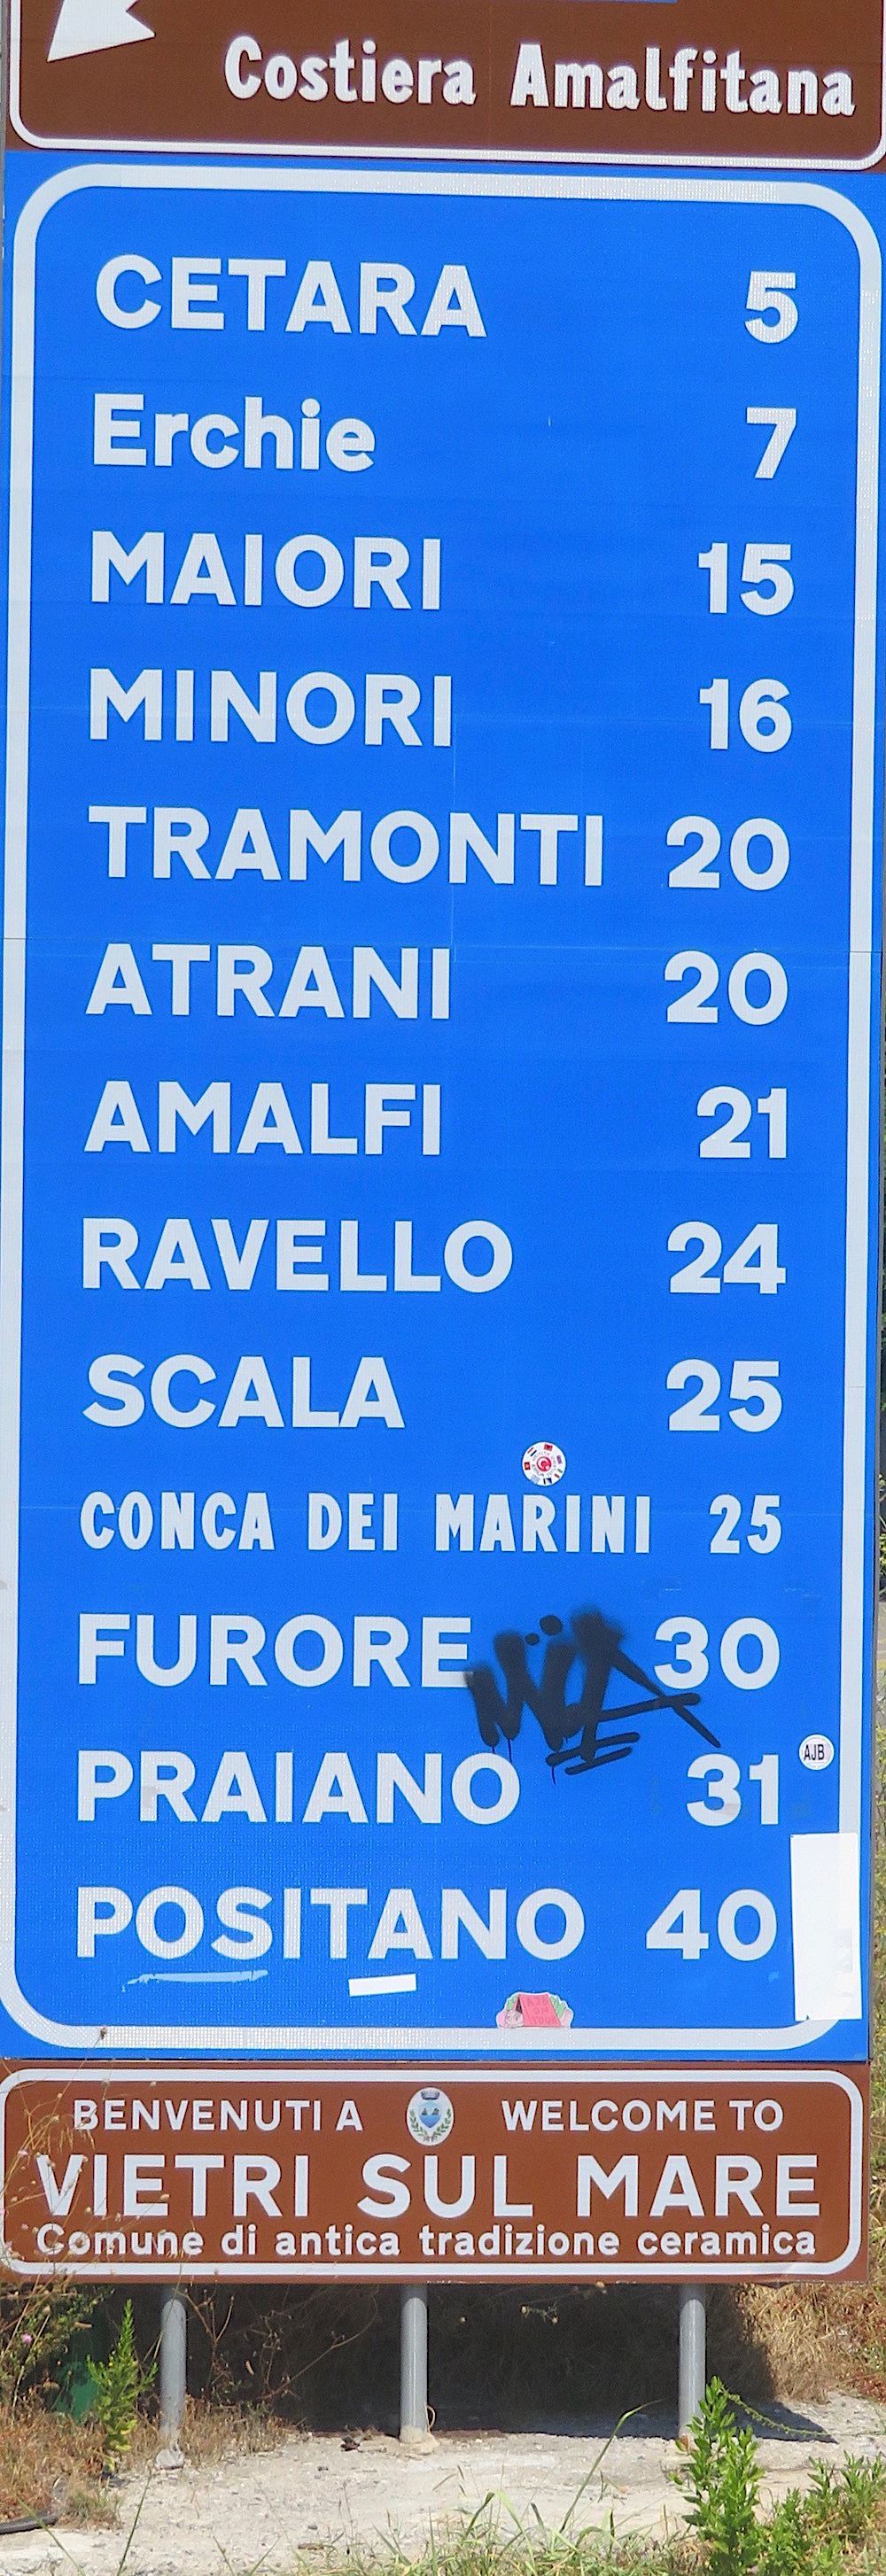 Costiera Amalfitana
CETARA 5
Erchie 7
MAIORI 15
MINORI 16
TRAMONTI 20
ATRANI 20
AMALFI 21
RAVELLO 24
SCALA 25
CONCA DEI MARINI 25
FURORE 30
PRAIANO 31
AJB
POSITANO 40
BENVENUTI A WELCOME TO
VIETRI SUL MARE
Comune di antica tradizione ceramica